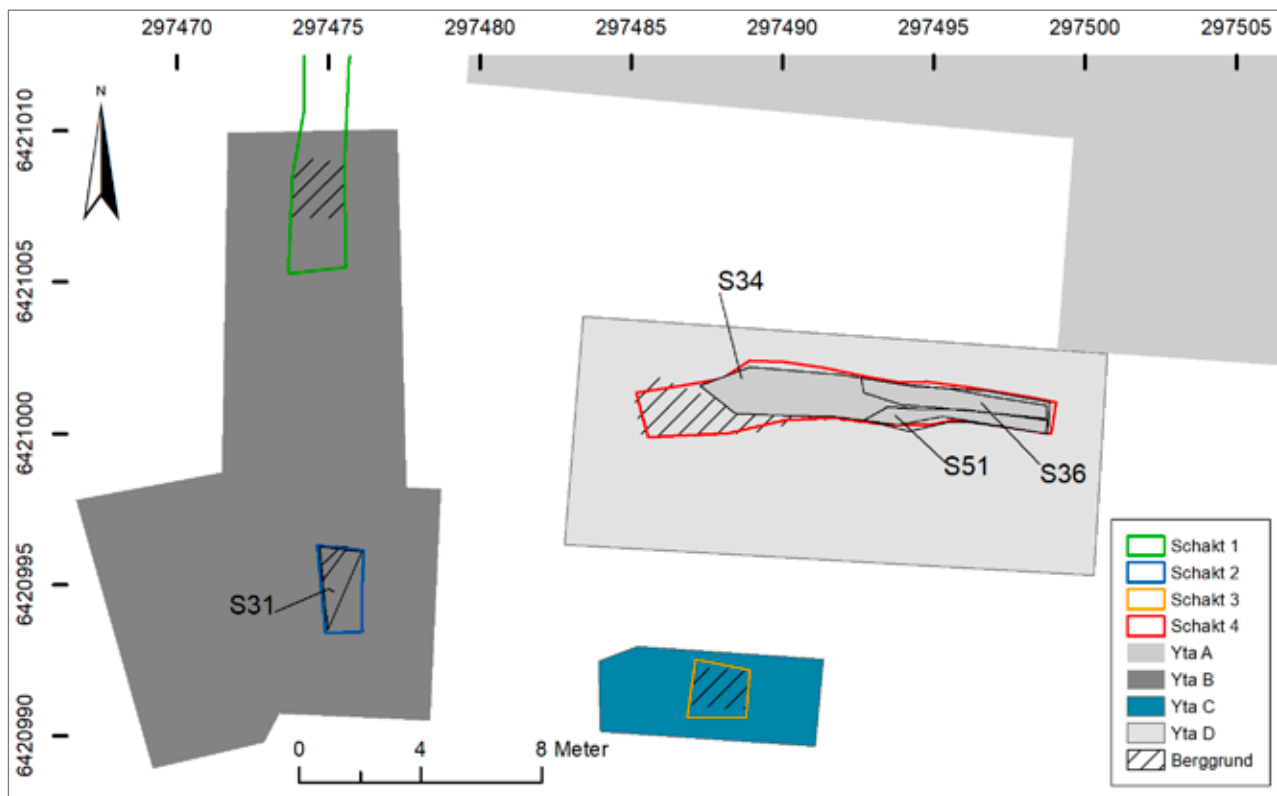 297470 297475 297480 297485 297490 297495 297500 297505
N
6421010
6421005
6421000
6420995
6420990
S34
S51
S36
S31
Schakt 1
Schakt 2
Schakt 3
Schakt 4
Yta A
Yta B
Yta C
Yta D
Berggrund
0 4 8 Meter